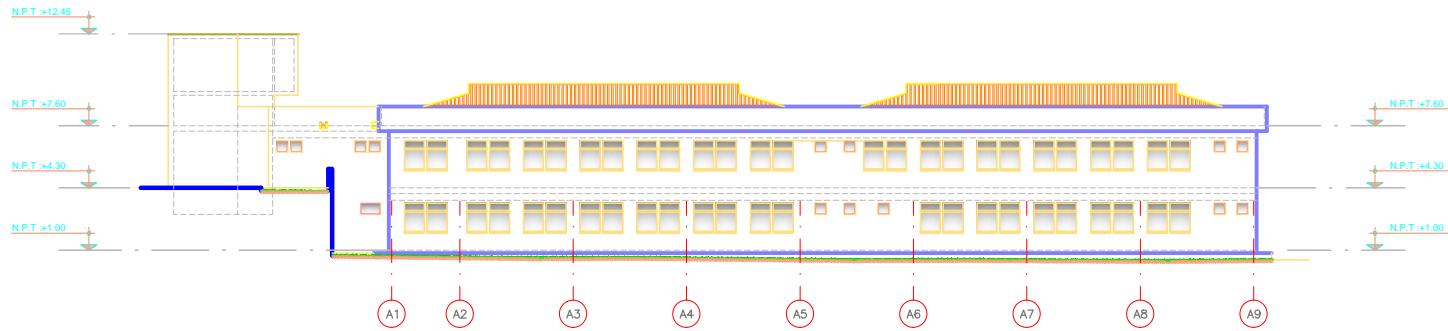 N.P.T :+12.45
N.P.T :+7.60
N.P.T :+7.60
N.P.T :+4.30
N.P.T :+4.30
N.P.T :+1.00
N.P.T :+1.00
A1 A2 A3 A4 A5 A6 A7 A8 A9